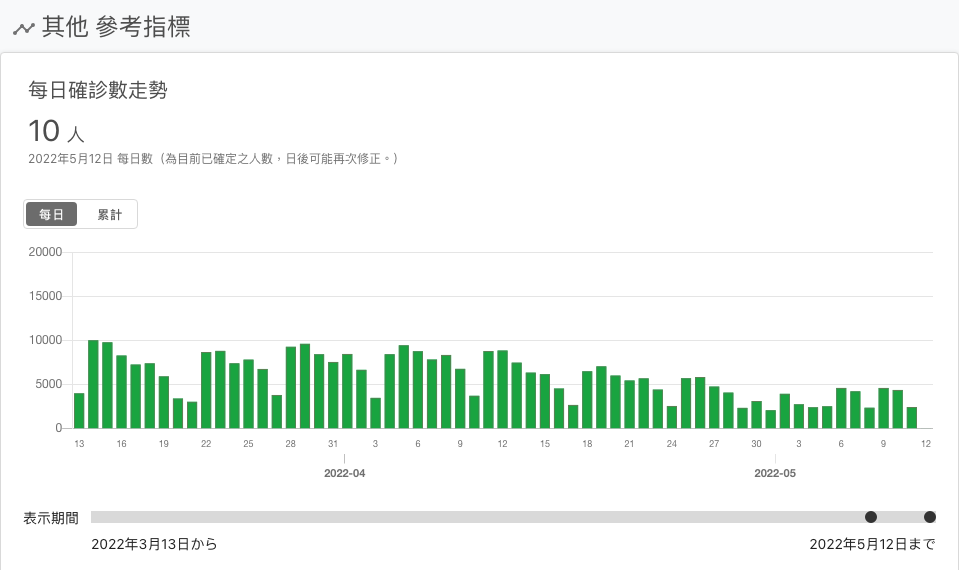 其他 參考指標
每日確診數走勢
10 人
2022年5月12日 每日數（為目前已確定之人數，日後可能再次修正。）
每日 累計
20000
15000
10000
5000
0
13 16 19 22 25 28 31 3 6 9 12 15 18 21 24 27 30 3 6 9 12
2022-04 2022-05
表示期間
2022年3月13日から 2022年5月12日まで